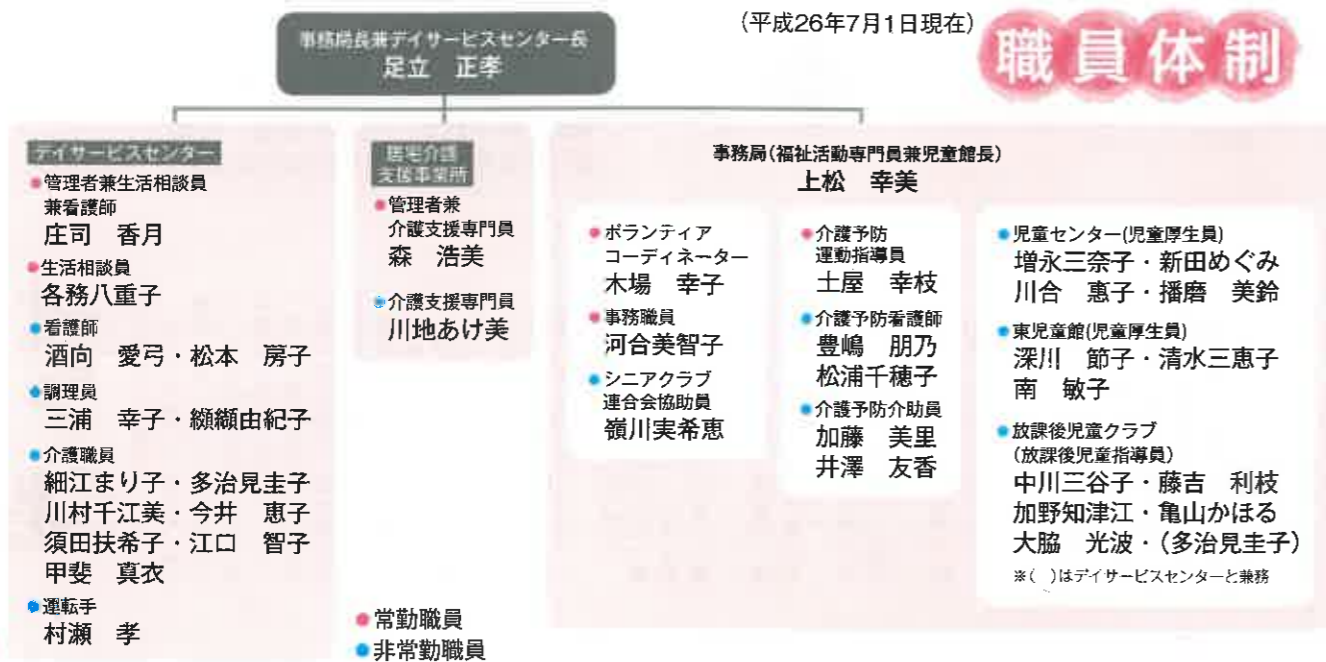 (平成26年7月1日現在)
職員体制
事務局長兼デイサービスセンター長
足立 正孝
デイサービスセンター
●管理者兼生活相談員
兼看護師
庄司 香月
●生活相談員
各務八重子
●看護師
酒向 愛弓・松本 房子
●調理員
三浦 幸子・纐纈由紀子
●介護職員
細江まり子・多治見圭子
川村千江美・今井 恵子
須田扶希子・江口 智子
甲斐 真衣
●運転手
村瀬 孝
居宅介護
支援事業所
●管理者兼
介護支援専門員
森 浩美
●介護支援専門員
川地あけ美
●常勤職員
●非常勤職員
事務局(福祉活動専門員兼児童館長)
上松 幸美
●ボランティア
コーディネーター
木場 幸子
●事務職員
河合美智子
●シニアクラブ
連合会協助員
嶺川実希恵
●介護予防
運動指導員
土屋 幸枝
●介護予防看護師
豊嶋 朋乃
松浦千穂子
●介護予防介助員
加藤 美里
井澤 友香
●児童センター(児童厚生員)
増永三奈子・新田めぐみ
川合 惠子・播磨 美鈴
●東児童館(児童厚生員)
深川 節子・清水三恵子
南 敏子
●放課後児童クラブ
(放課後児童指導員)
中川三谷子・藤吉 利枝
加野知津江・亀山かほる
大脇 光波・(多治見圭子)
※( )はデイサービスセンターと兼務